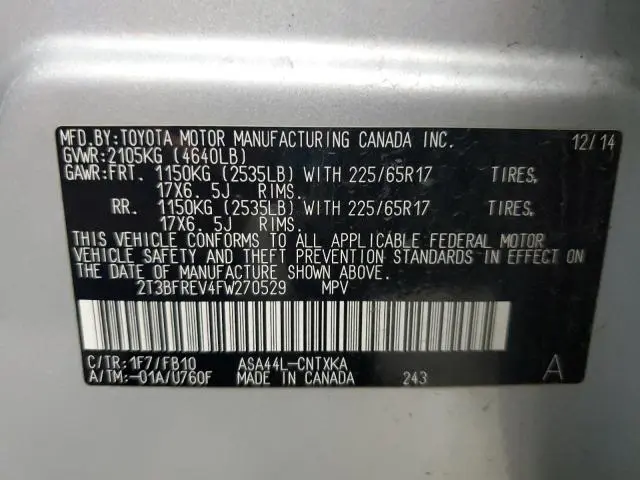 MFD.BY:TOYOTA MOTOR MANUFACTURING CANADA INC. 12/14
GVWR:2105KG (4640LB)
GAWR:FRT. 1150KG (2535LB) WITH 225/65R17 TIRES,
17X6. 5J RIMS.
RR. 1150KG (2535LB) WITH 225/65R17 TIRES,
17X6. 5J RIMS.
THIS VEHICLE CONFORMS TO ALL APPLICABLE FEDERAL MOTOR
VEHICLE SAFETY AND THEFT PREVENTION STANDARDS IN EFFECT ON
THE DATE OF MANUFACTURE SHOWN ABOVE.
2T3BFREV4FW270529 MPV
C/TR:1F7/FB10 ASA44L-CNTXKA
A/TM:-01A/U760F MADE IN CANADA 243 A